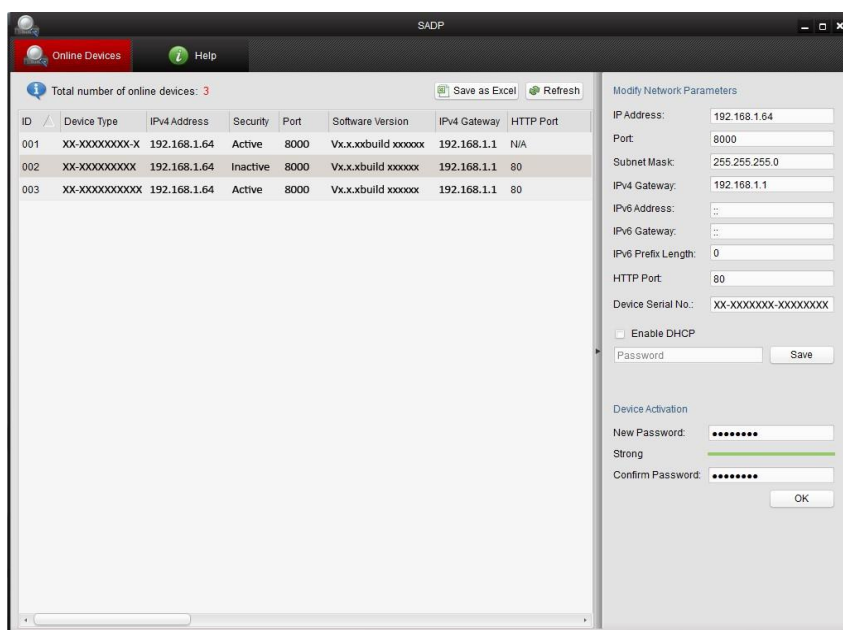 SADP
Online Devices Help
Total number of online devices: 3 Save as Excel Refresh
ID Device Type IPv4 Address Security Port Software Version IPv4 Gateway HTTP Port
001 XX-XXXXXXXX-X 192.168.1.64 Active 8000 Vx.x.xxbuild xxxxxx 192.168.1.1 N/A
002 XX-XXXXXXXXX 192.168.1.64 Inactive 8000 Vx.x.xbuild xxxxxx 192.168.1.1 80
003 XX-XXXXXXXXXX 192.168.1.64 Active 8000 Vx.x.xbuild xxxxxx 192.168.1.1 80
Modify Network Parameters
IP Address: 192.168.1.64
Port: 8000
Subnet Mask: 255.255.255.0
IPv4 Gateway: 192.168.1.1
IPv6 Address: ::
IPv6 Gateway: ::
IPv6 Prefix Length: 0
HTTP Port: 80
Device Serial No.: XX-XXXXXXX-XXXXXXXX
Enable DHCP
Password Save
Device Activation
New Password: ●●●●●●●●
Strong
Confirm Password: ●●●●●●●●
OK